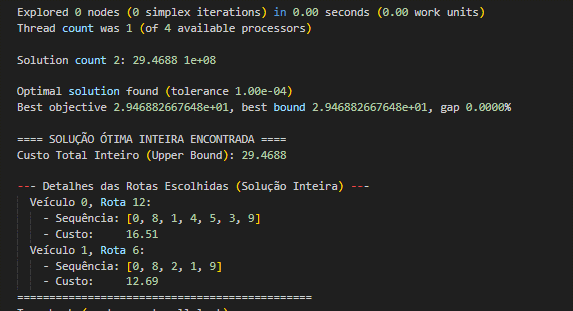 Explored 0 nodes (0 simplex iterations) in 0.00 seconds (0.00 work units)
Thread count was 1 (of 4 available processors)
Solution count 2: 29.4688 1e+08
Optimal solution found (tolerance 1.00e-04)
Best objective 2.946882667648e+01, best bound 2.946882667648e+01, gap 0.0000%
==== SOLUÇÃO ÓTIMA INTEIRA ENCONTRADA ====
Custo Total Inteiro (Upper Bound): 29.4688
--- Detalhes das Rotas Escolhidas (Solução Inteira) ---
Veículo 0, Rota 12:
- Sequência: [0, 8, 1, 4, 5, 3, 9]
- Custo: 16.51
Veículo 1, Rota 6:
- Sequência: [0, 8, 2, 1, 9]
- Custo: 12.69
==============================================